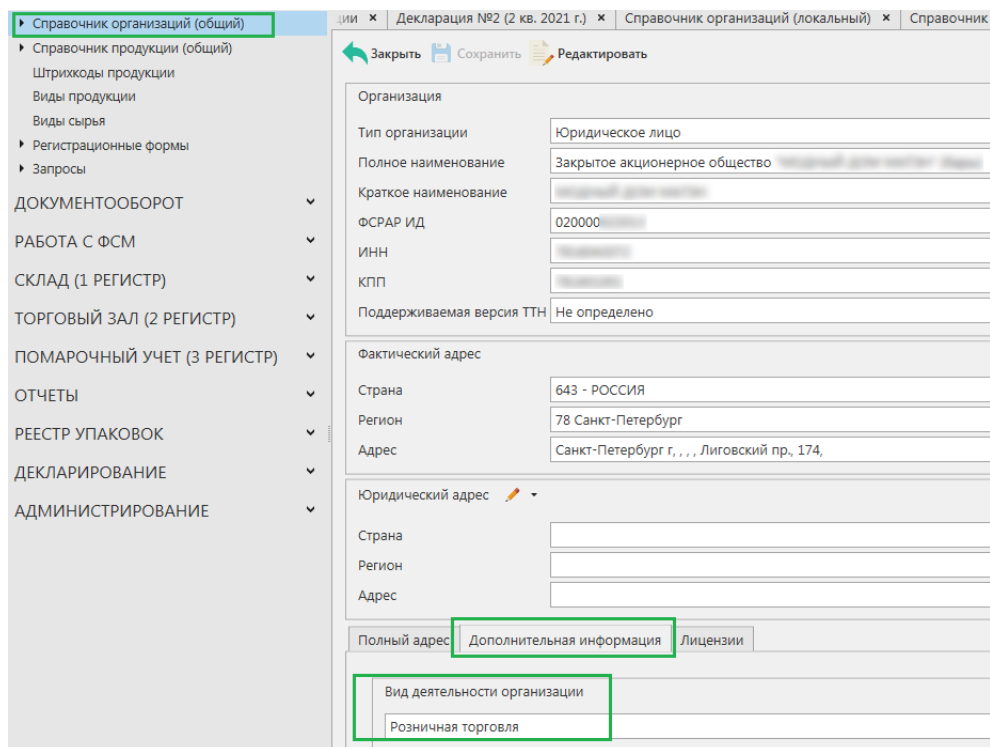 Справочник организаций (общий)
Справочник продукции (общий)
Штрихкоды продукции
Виды продукции
Виды сырья
Регистрационные формы
Запросы
ДОКУМЕНТООБОРОТ
РАБОТА С ФСМ
СКЛАД (1 РЕГИСТР)
ТОРГОВЫЙ ЗАЛ (2 РЕГИСТР)
ПОМАРОЧНЫЙ УЧЕТ (3 РЕГИСТР)
ОТЧЕТЫ
РЕЕСТР УПАКОВОК
ДЕКЛАРИРОВАНИЕ
АДМИНИСТРИРОВАНИЕ
ции × Декларация №2 (2 кв. 2021 г.) × Справочник организаций (локальный) × Справочник
Закрыть Сохранить Редактировать
Организация
Тип организации Юридическое лицо
Полное наименование Закрытое акционерное общество
Краткое наименование
ФСРАР ИД 020000
ИНН
КПП
Поддерживаемая версия ТТН Не определено
Фактический адрес
Страна 643 - РОССИЯ
Регион 78 Санкт-Петербург
Адрес Санкт-Петербург г, , , , Лиговский пр., 174,
Юридический адрес
Страна
Регион
Адрес
Полный адрес Дополнительная информация Лицензии
Вид деятельности организации
Розничная торговля